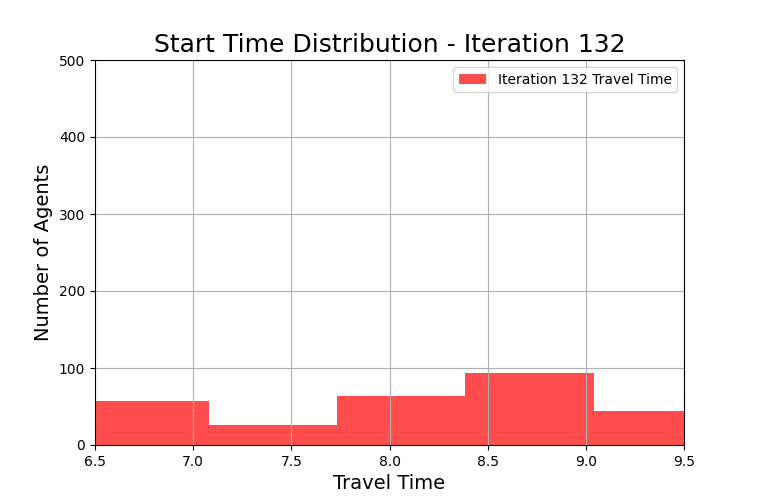 Start Time Distribution - Iteration 132
500
Iteration 132 Travel Time
400
300
200
100
0
Number of Agents
6.5 7.0 7.5 8.0 8.5 9.0 9.5
Travel Time